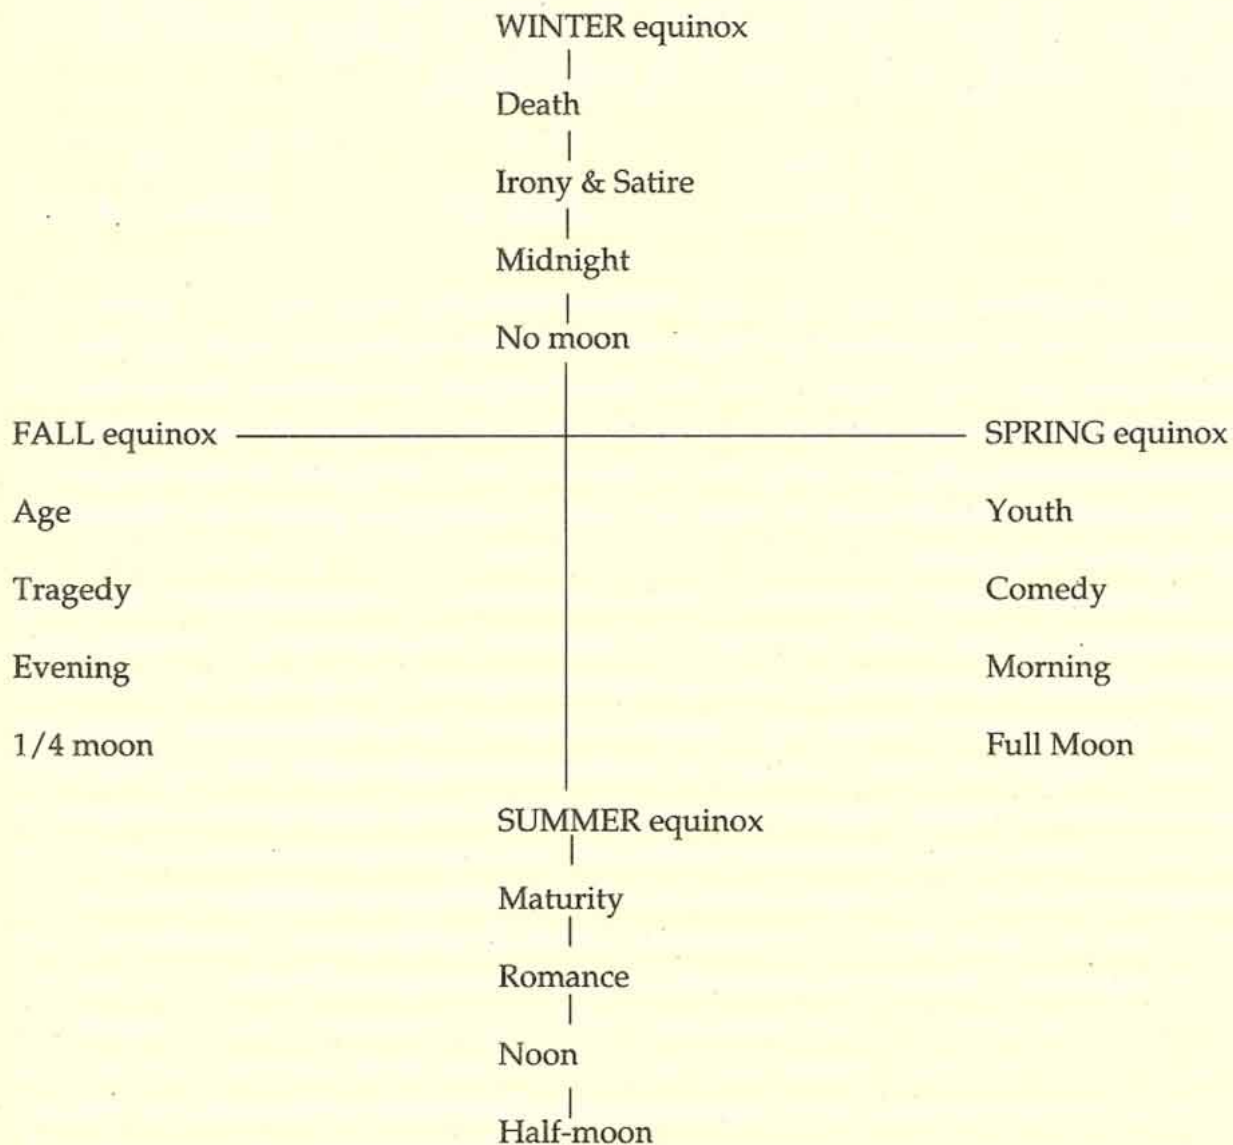 WINTER equinox
Death
Irony & Satire
Midnight
No moon
FALL equinox SPRING equinox
Age Youth
Tragedy Comedy
Evening Morning
1/4 moon Full Moon
SUMMER equinox
Maturity
Romance
Noon
Half-moon